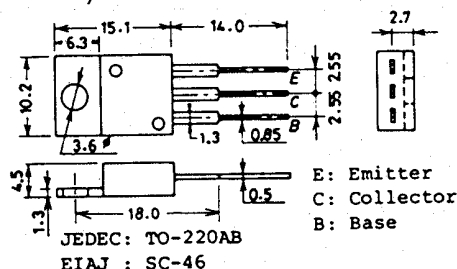 15.1
14.0
2.7
6.3
10.2
E
2.55
C
2.55
B
1.3
0.85
3.6 ø
4.5
1.3
18.0
0.5
E: Emitter
C: Collector
B: Base
JEDEC: TO-220AB
EIAJ : SC-46